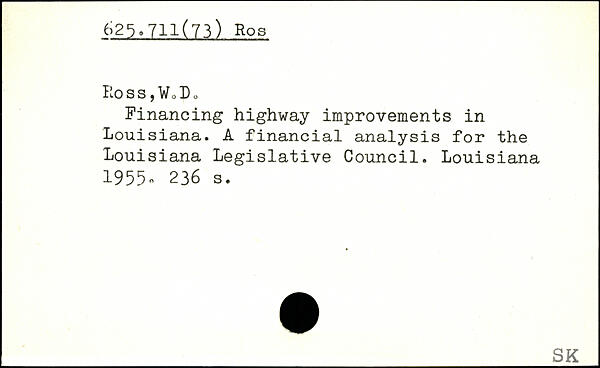 625.711(73) Ros
Ross,W.D.
Financing highway improvements in
Louisiana. A financial analysis for the
Louisiana Legislative Council. Louisiana
1955. 236 s.
SK